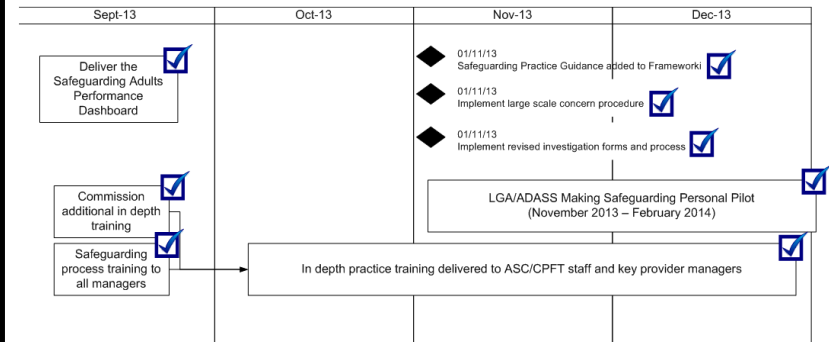 Sept-13
Oct-13
Nov-13
Dec-13
Deliver the
Safeguarding Adults
Performance
Dashboard
01/11/13
Safeguarding Practice Guidance added to Frameworki
01/11/13
Implement large scale concern procedure
01/11/13
Implement revised investigation forms and process
LGA/ADASS Making Safeguarding Personal Pilot
(November 2013 – February 2014)
Commission
additional in depth
training
Safeguarding
process training to
all managers
In depth practice training delivered to ASC/CPFT staff and key provider managers